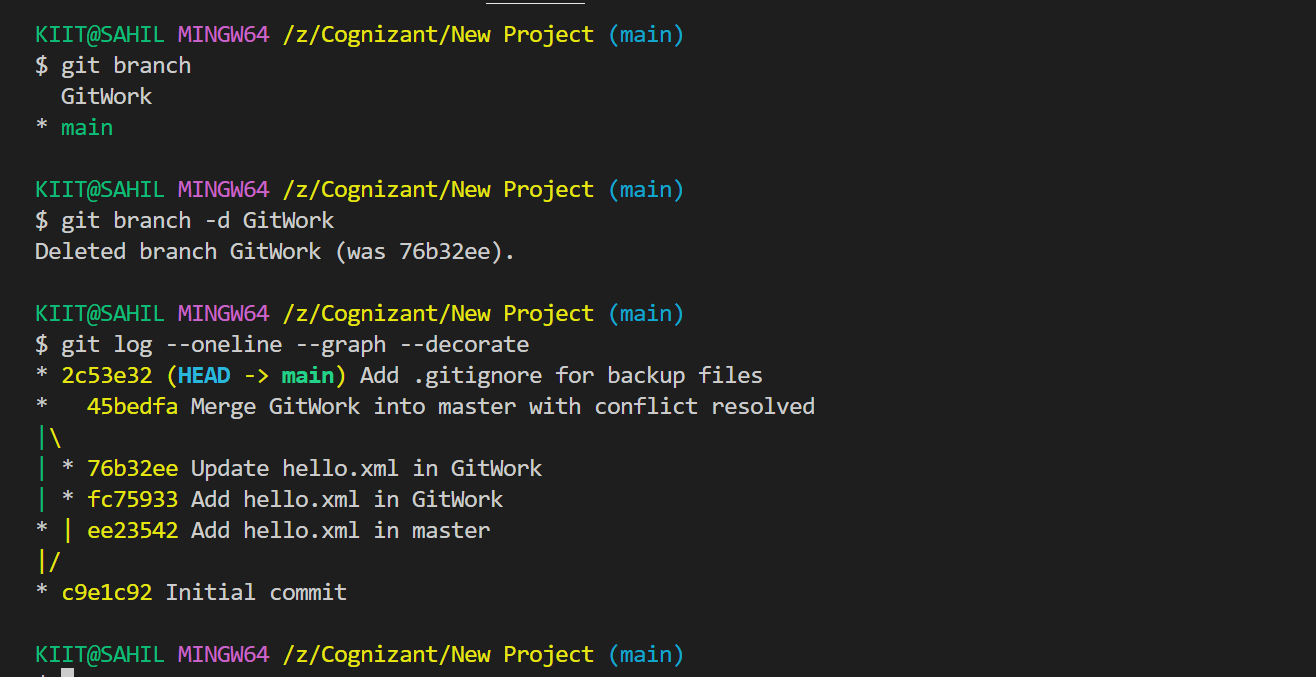 KIIT@SAHIL MINGW64 /z/Cognizant/New Project (main)
$ git branch
  GitWork
* main

KIIT@SAHIL MINGW64 /z/Cognizant/New Project (main)
$ git branch -d GitWork
Deleted branch GitWork (was 76b32ee).

KIIT@SAHIL MINGW64 /z/Cognizant/New Project (main)
$ git log --oneline --graph --decorate
* 2c53e32 (HEAD -> main) Add .gitignore for backup files
*   45bedfa Merge GitWork into master with conflict resolved
|\
| * 76b32ee Update hello.xml in GitWork
| * fc75933 Add hello.xml in GitWork
* | ee23542 Add hello.xml in master
|/
* c9e1c92 Initial commit

KIIT@SAHIL MINGW64 /z/Cognizant/New Project (main)